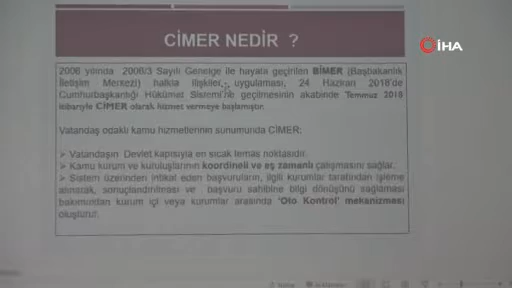 CİMER NEDİR ?
İHA
2006 yılında 2006/3 Sayılı Genelge ile hayata geçirilen BİMER (Başbakanlık
İletişim Merkezi) halkla ilişkiler uygulaması, 24 Haziran 2018'de
Cumhurbaşkanlığı Hükümet Sistemi'ne geçilmesinin akabinde Temmuz 2018
itibariyle CİMER olarak hizmet vermeye başlamıştır.
Vatandaş odaklı kamu hizmetlerinin sunumunda CİMER;
➢ Vatandaşın Devlet kapısıyla en sıcak temas noktasıdır.
➢ Kamu kurum ve kuruluşlarının koordineli ve eş zamanlı çalışmasını sağlar.
➢ Sistem üzerinden intikal eden başvuruların, ilgili kurumlar tarafından işleme
alınarak, sonuçlandırılması ve başvuru sahibine bilgi dönüşünü sağlaması
bakımından kurum içi veya kurumlar arasında 'Oto Kontrol' mekanizması
oluşturur.